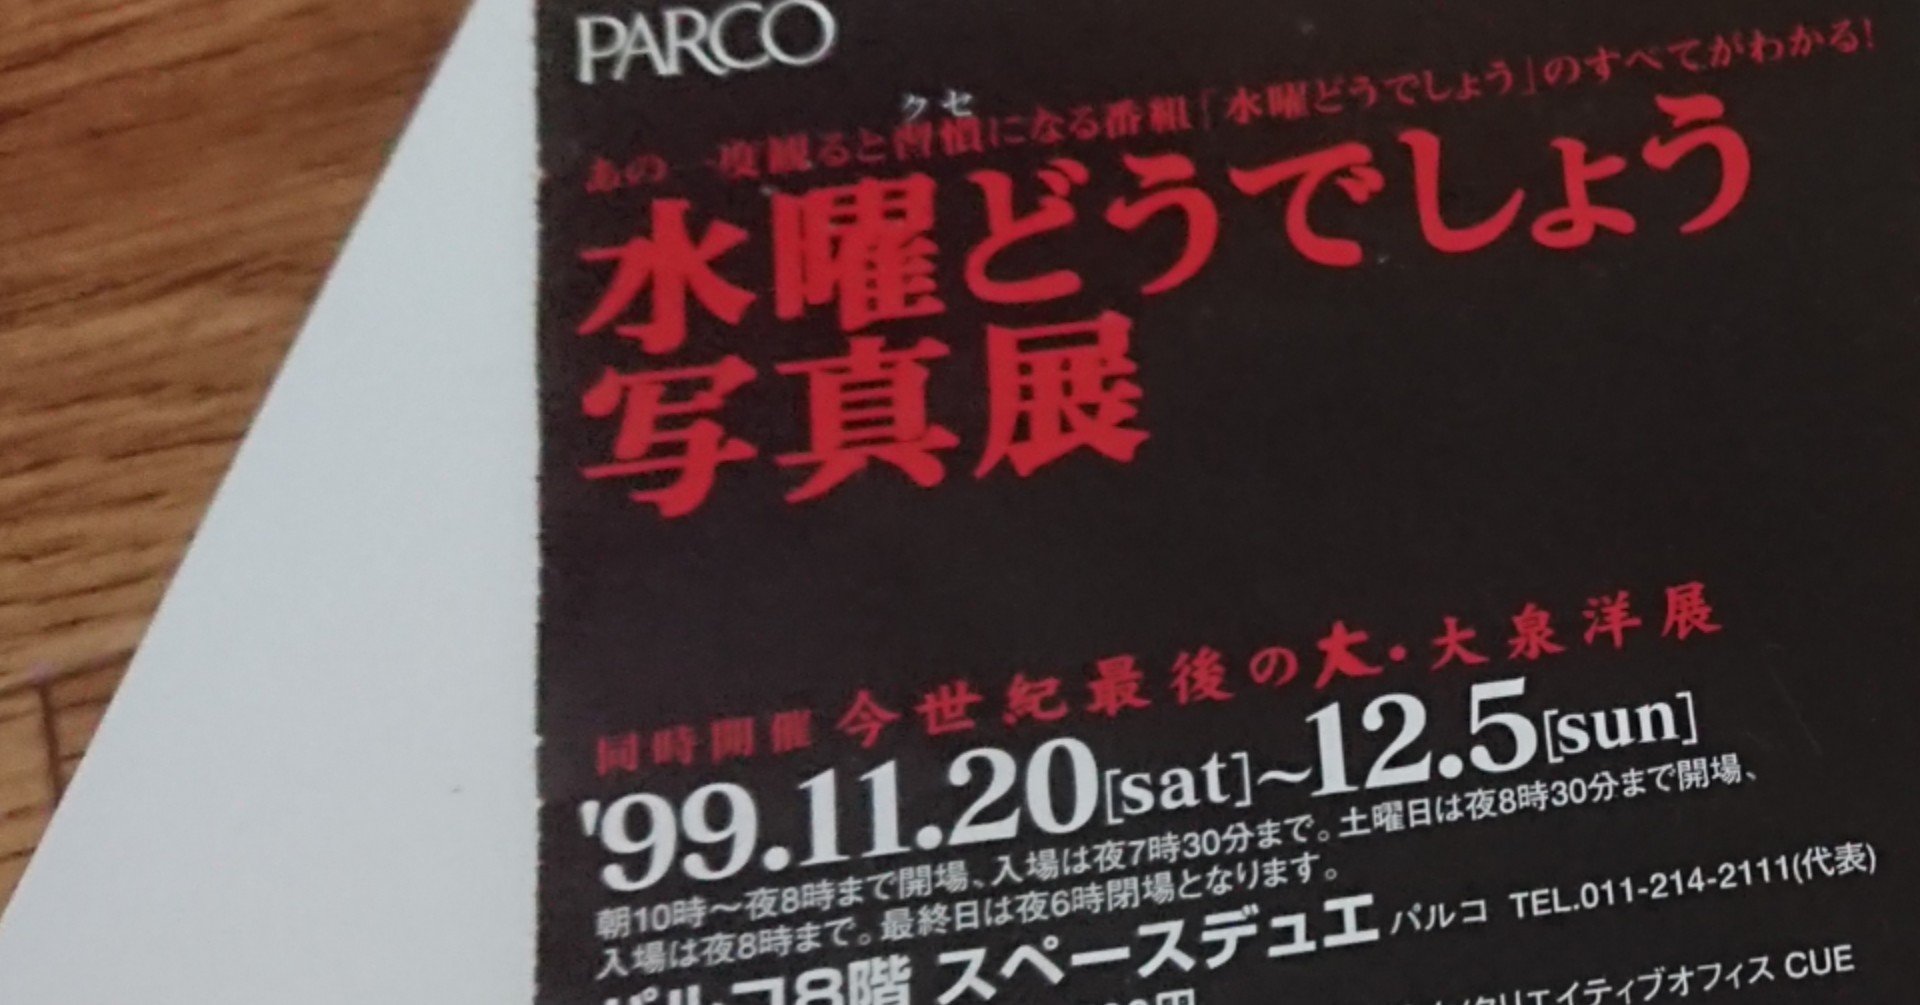 PARCO
クセ
あの一度観ると習慣になる番組「水曜どうでしょう」のすべてがわかる!
水曜どうでしょう
写真展
同時開催 今世紀最後の大・大泉洋展
'99.11.20[sat]~12.5[sun]
朝10時〜夜8時まで開場、入場は夜7時30分まで。土曜日は夜8時30分まで開場、
入場は夜8時まで。最終日は夜6時閉場となります。
パルコ8階 スペースデュエ パルコ TEL.011-214-2111(代表)
クリエイティブオフィス CUE